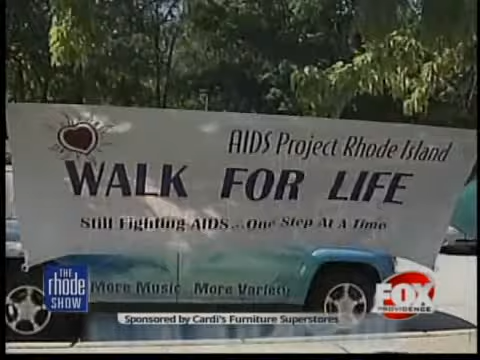 AIDS Project Rhode Island
WALK FOR LIFE
Still Fighting AIDS... One Step At A Time
More Music More Variety
THE
rhode
SHOW
FOX
PROVIDENCE
Sponsored by Cardi's Furniture Superstores